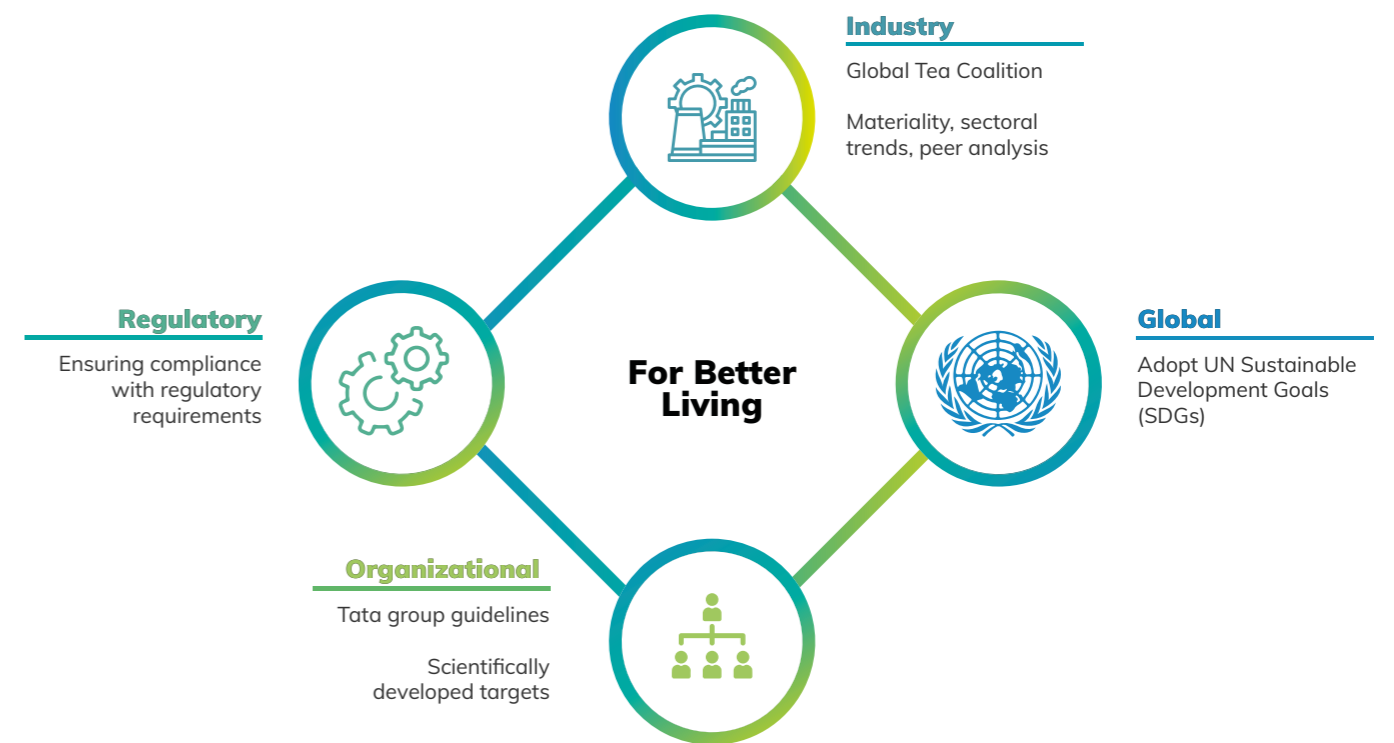 Industry
Global Tea Coalition
Materiality, sectoral
trends, peer analysis
Regulatory
Ensuring compliance
with regulatory
requirements
For Better
Living
Global
Adopt UN Sustainable
Development Goals
(SDGs)
Organizational
Tata group guidelines
Scientifically
developed targets